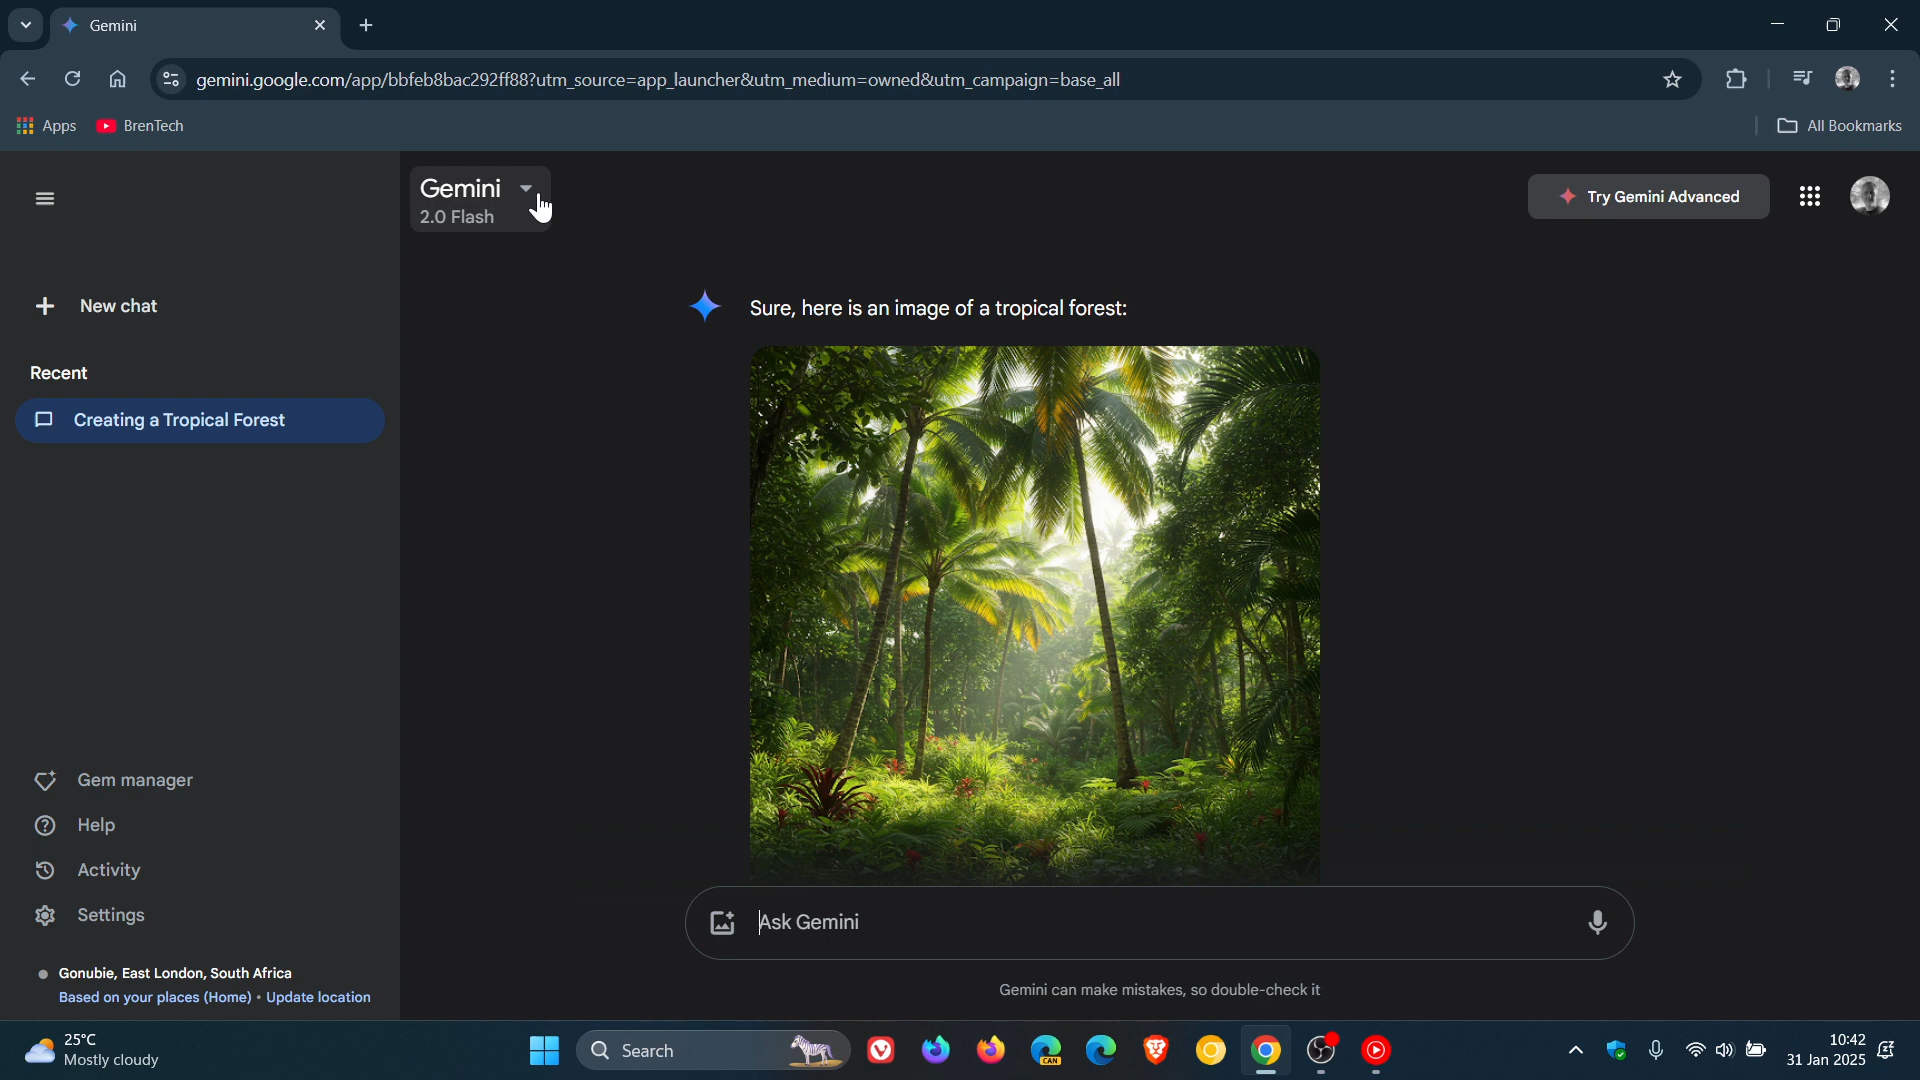 Gemini
gemini.google.com/app/bbfeb8bac292ff88?utm_source=app_launcher&utm_medium=owned&utm_campaign=base_all
Apps
BrenTech
All Bookmarks
Gemini
2.0 Flash
Try Gemini Advanced
New chat
Recent
Creating a Tropical Forest
Sure, here is an image of a tropical forest:
Gem manager
Help
Activity
Settings
Gonubie, East London, South Africa
Based on your places (Home) • Update location
Ask Gemini
Gemini can make mistakes, so double-check it
25°C
Mostly cloudy
Search
CAN
10:42
31 Jan 2025